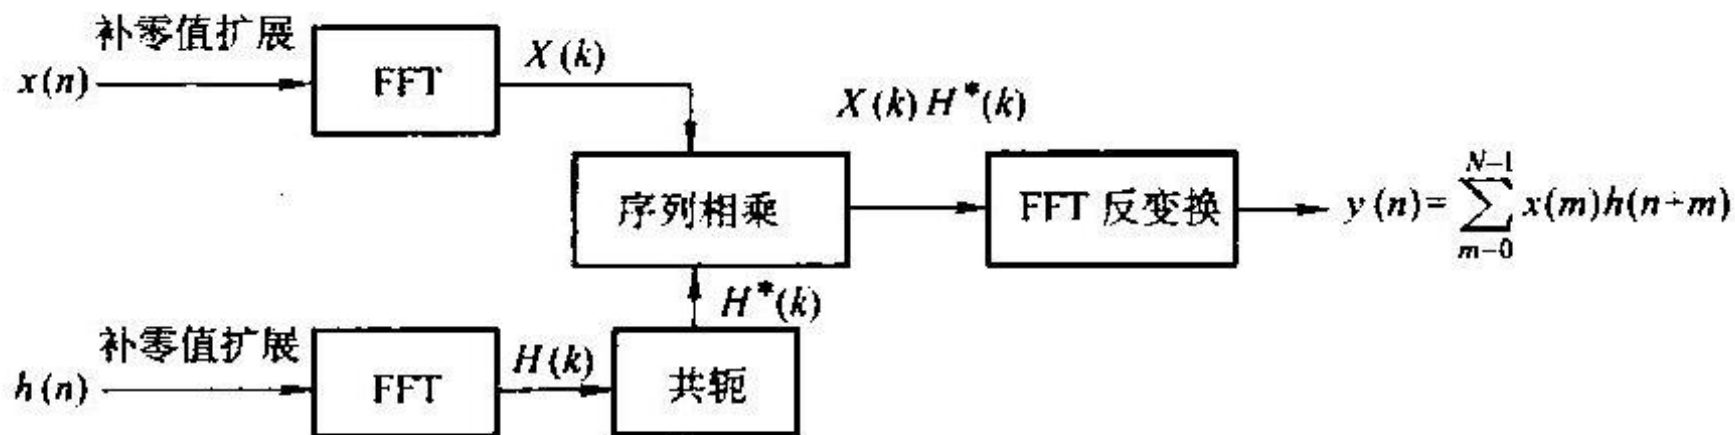 补零值扩展
x(n)
FFT
X(k)
X(k)H*(k)
序列相乘
FFT 反变换
y(n)=∑_{m=0}^{N-1} x(m)h(n+m)
H*(k)
补零值扩展
h(n)
FFT
H(k)
共轭